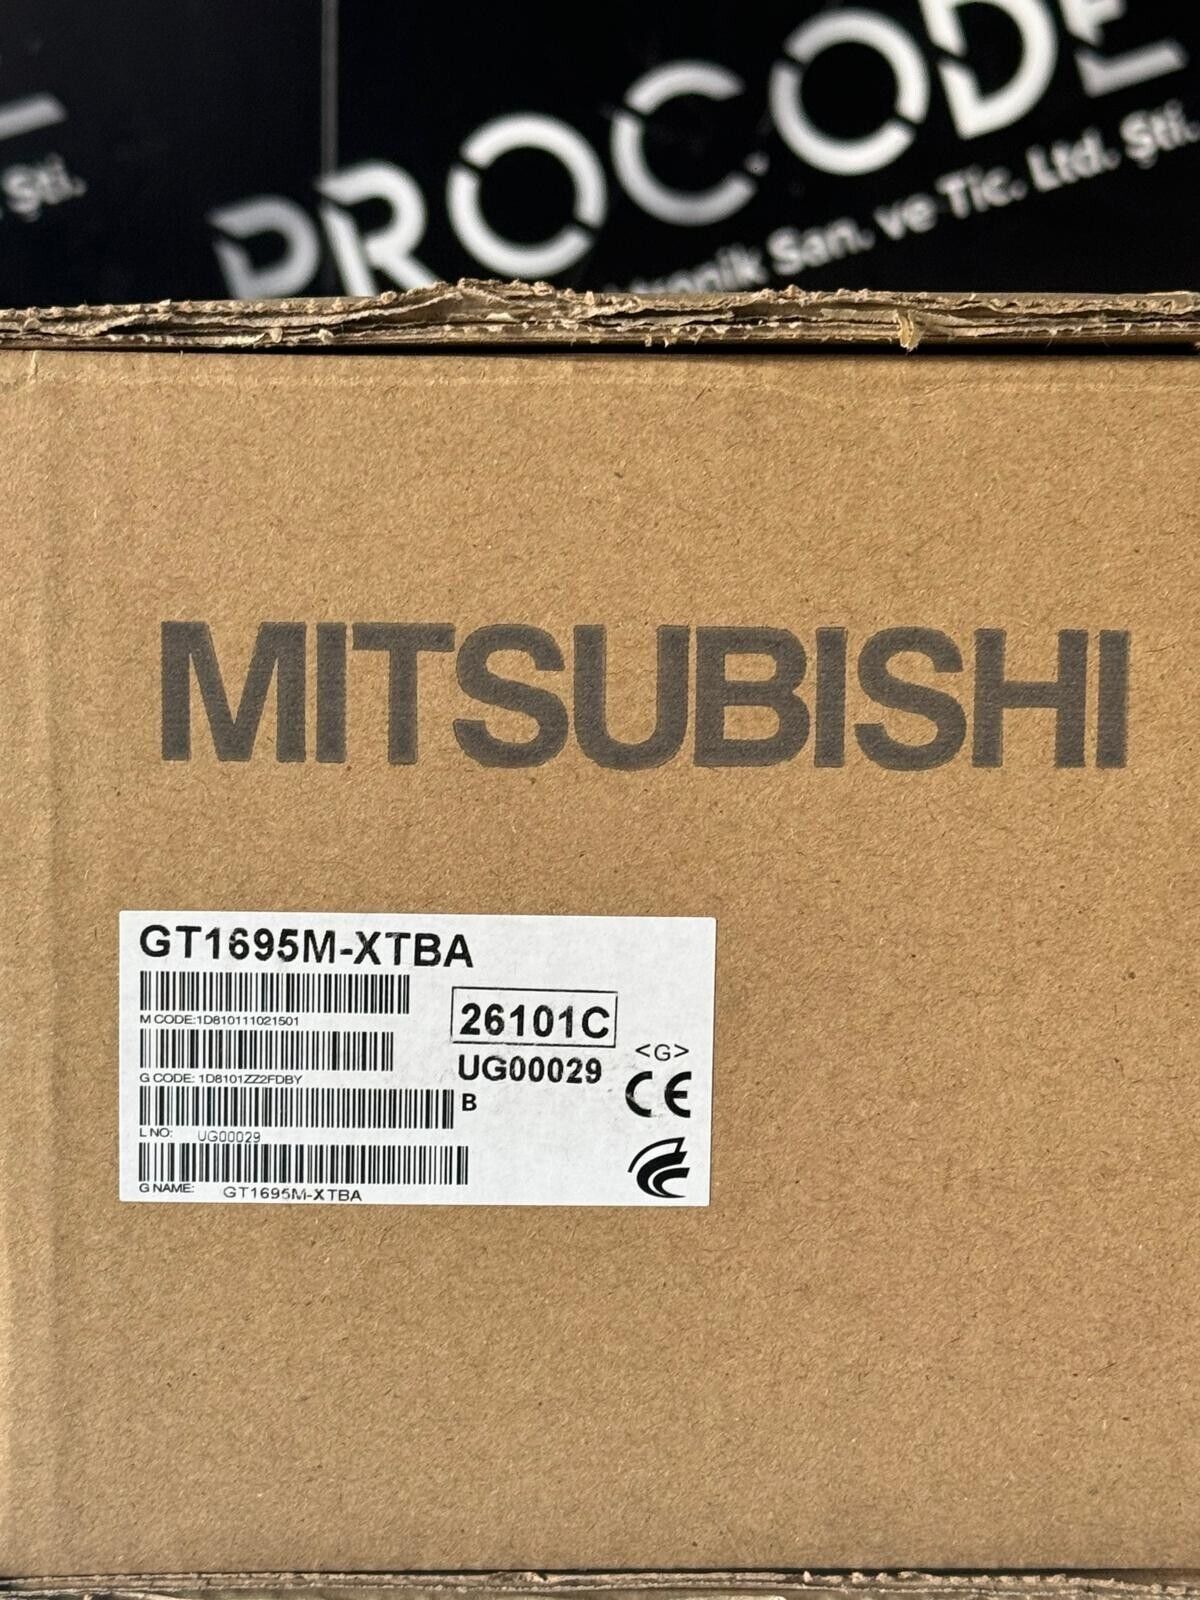 PROCODE
Şti.
San. ve Tic. Ltd. Şti.
MITSUBISHI
GT1695M-XTBA
M CODE:1D810111021501
26101C
G CODE: 1D8101ZZ2FDBY
UG00029
<G>
CE
B
L NO: UG00029
G NAME: GT1695M-XTBA